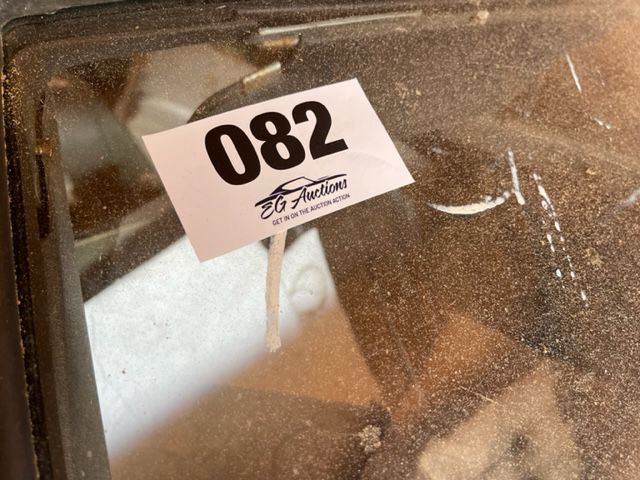 082
EG Auctions
GET IN ON THE AUCTION ACTION